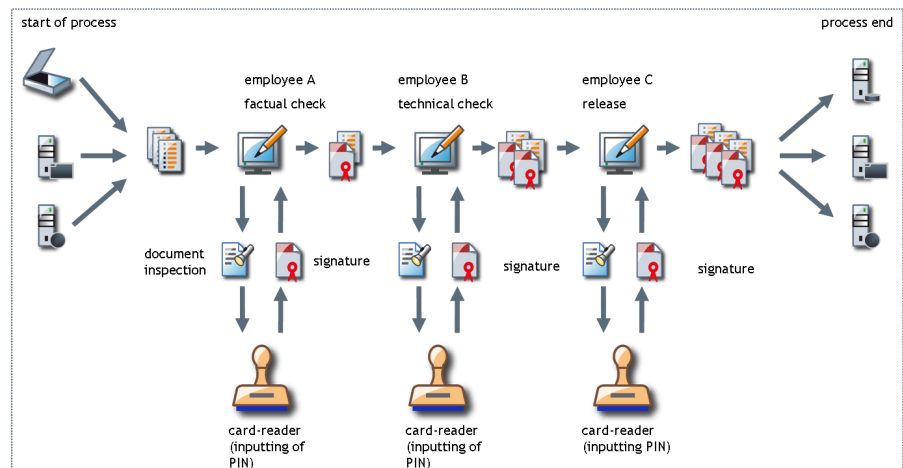 start of process
process end
employee A
factual check
employee B
technical check
employee C
release
document
inspection
signature
signature
signature
card-reader
(inputting of
PIN)
card-reader
(inputting of
PIN)
card-reader
(inputting PIN)